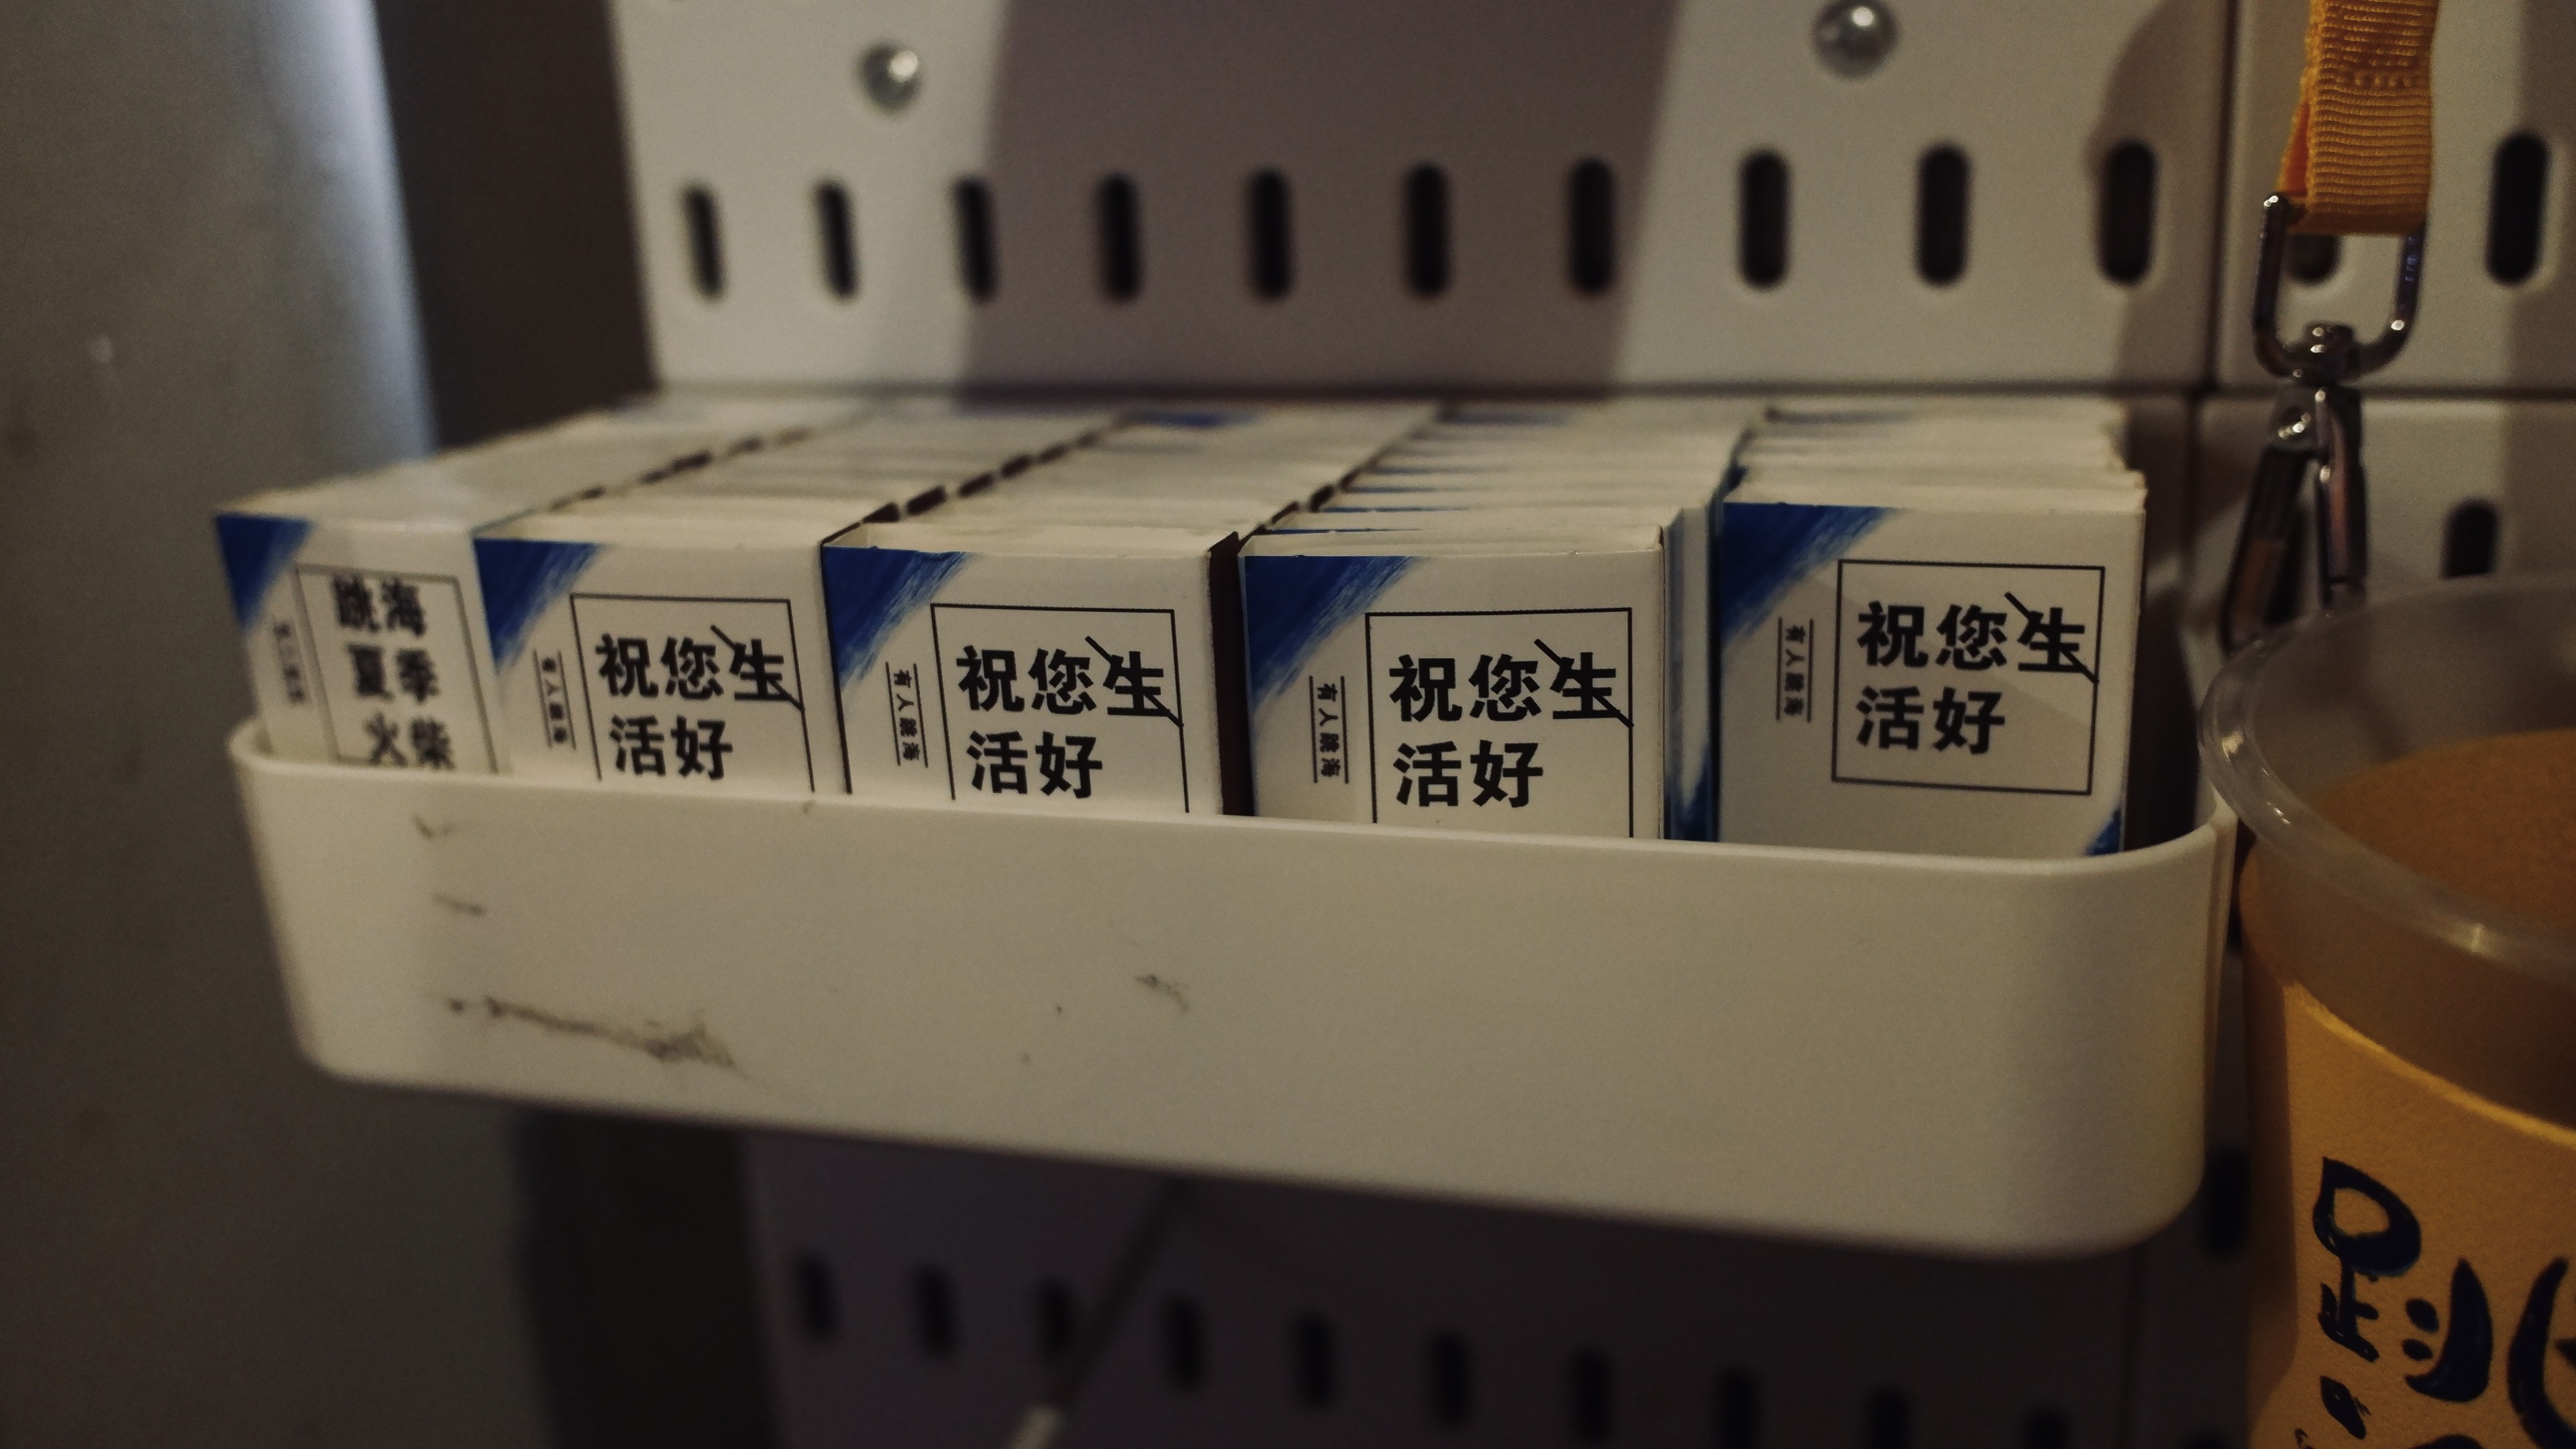 跳海
夏季
火柴
祝您生
活好
有人跳海
祝您生
活好
有人跳海
祝您生
活好
有人跳海
祝您生
活好
有人跳海